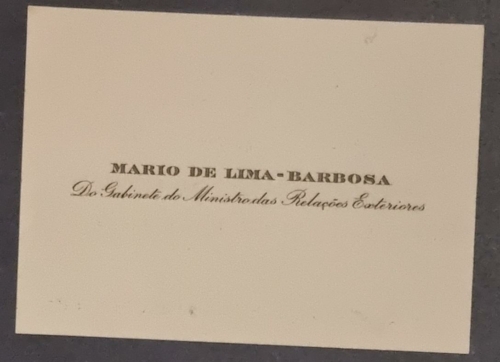 MARIO DE LIMA-BARBOSA
Do Gabinete do Ministro das Relações Exteriores